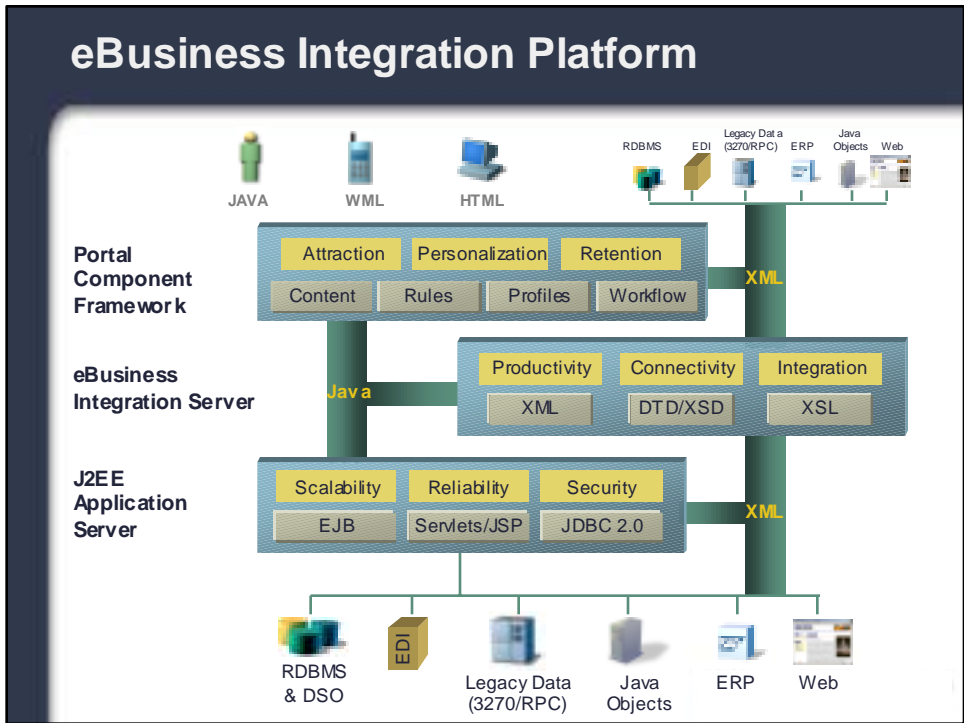 eBusiness Integration Platform
RDBMS
EDI
Legacy Data
(3270/RPC)
ERP
Java
Objects
Web
JAVA
WML
HTML
Portal
Component
Framework
Attraction
Personalization
Retention
Content
Rules
Profiles
Workflow
XML
eBusiness
Integration Server
Java
Productivity
Connectivity
Integration
XML
DTD/XSD
XSL
J2EE
Application
Server
Scalability
Reliability
Security
EJB
Servlets/JSP
JDBC 2.0
XML
RDBMS
& DSO
EDI
Legacy Data
(3270/RPC)
Java
Objects
ERP
Web